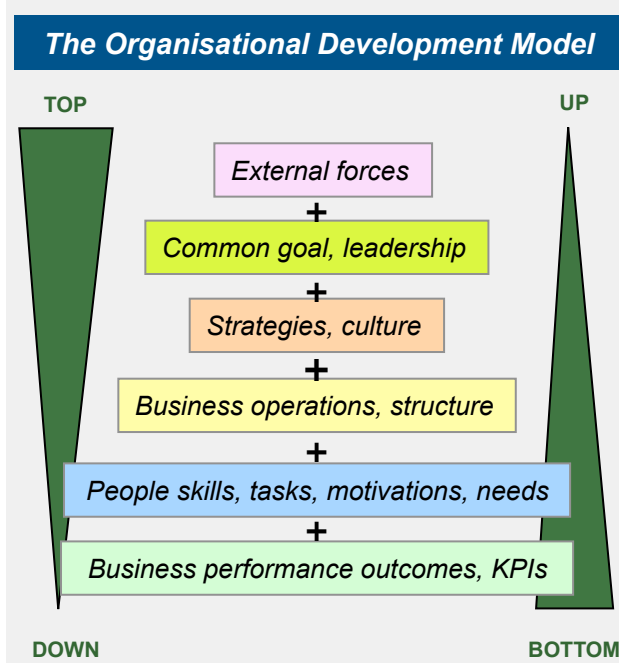 The Organisational Development Model
TOP
UP
External forces
+
Common goal, leadership
+
Strategies, culture
+
Business operations, structure
+
People skills, tasks, motivations, needs
+
Business performance outcomes, KPIs
DOWN
BOTTOM